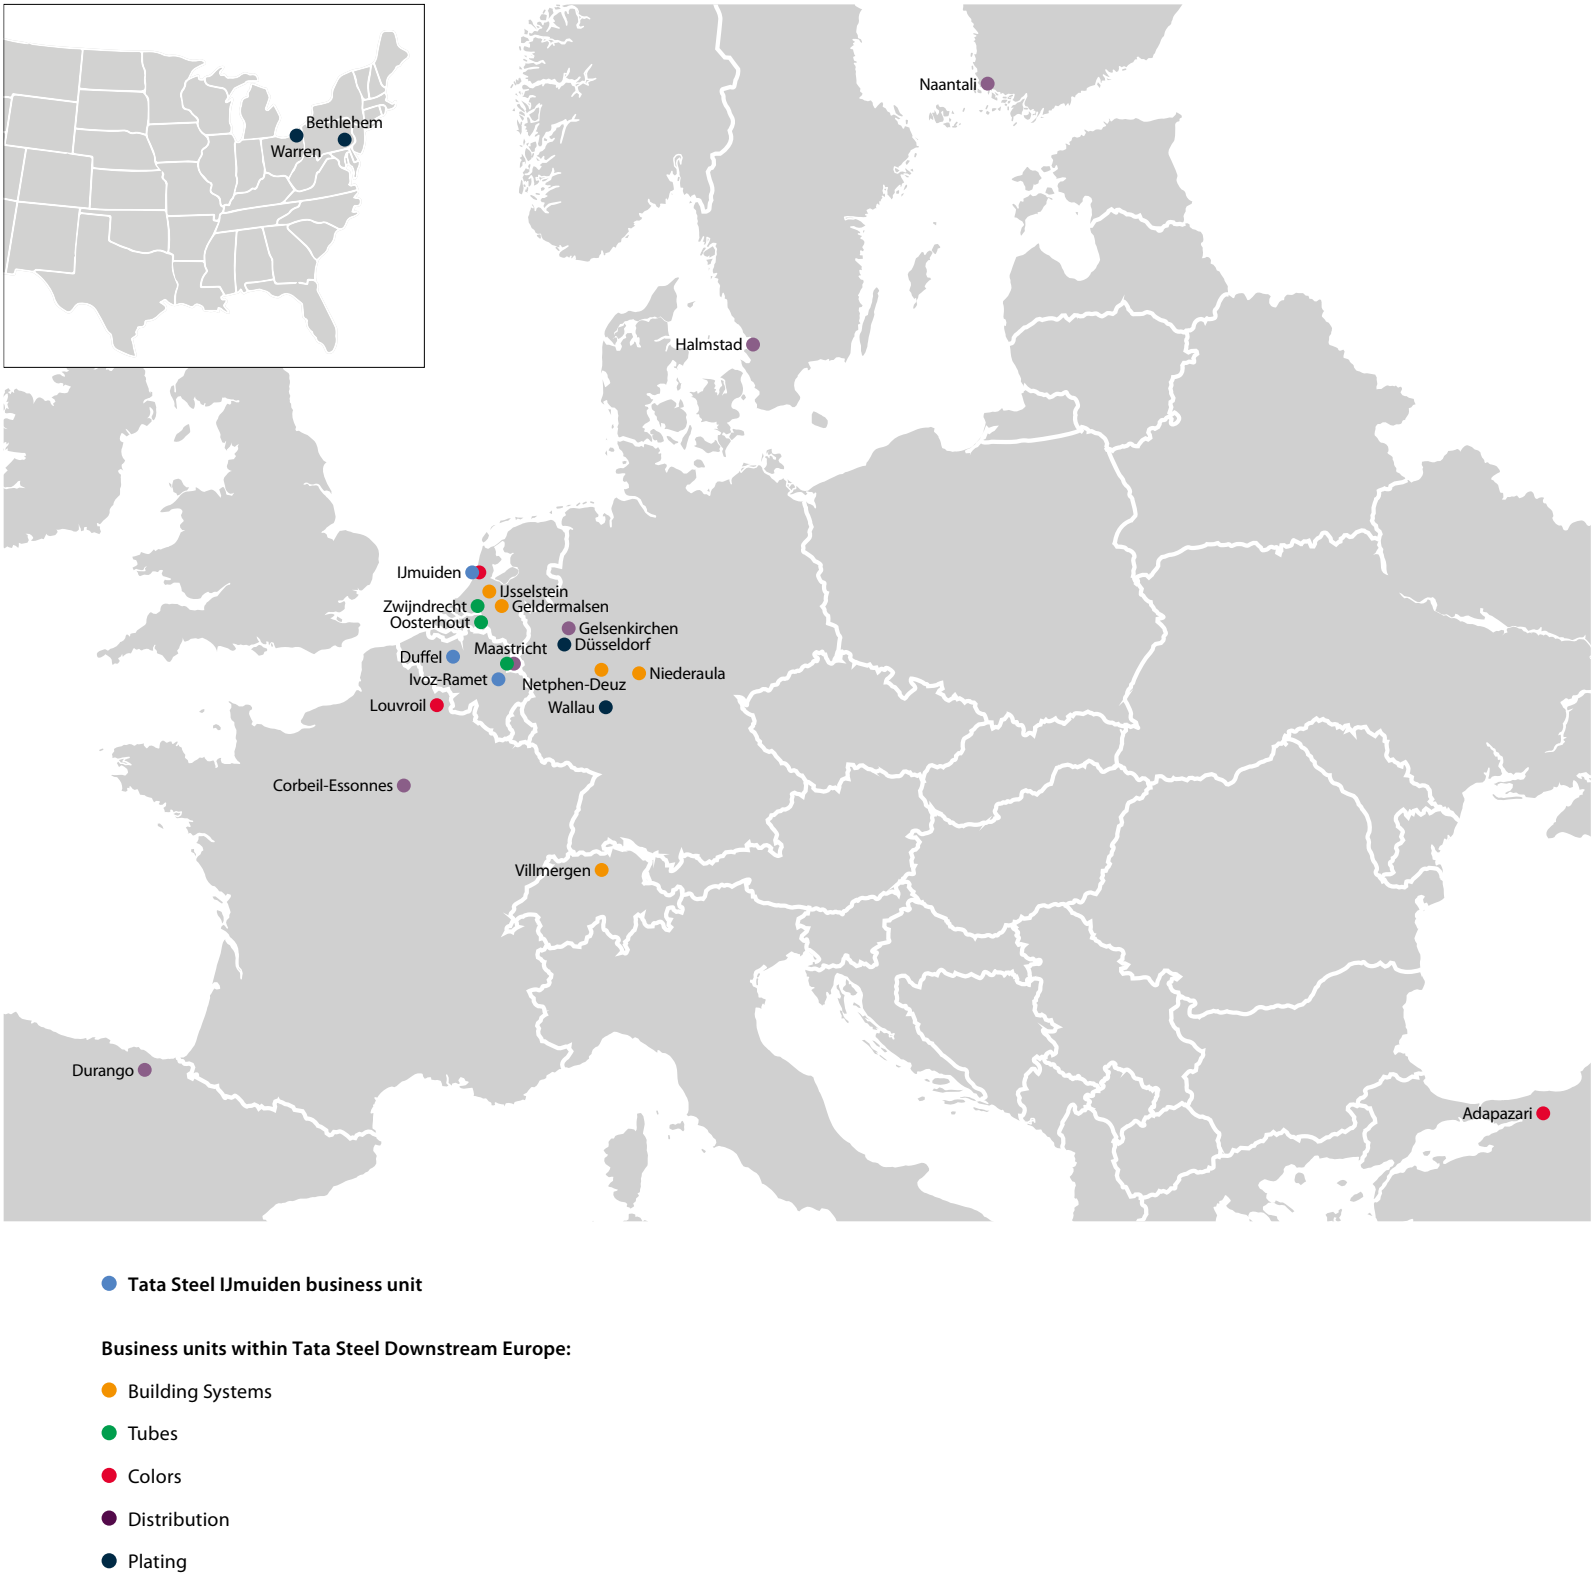 Bethlehem
Warren
Naantali
Halmstad
IJmuiden
IJsselstein
Zwijndrecht
Geldermalsen
Oosterhout
Gelsenkirchen
Düsseldorf
Maastricht
Duffel
Niederaula
Ivoz-Ramet
Netphen-Deuz
Louvroil
Wallau
Corbeil-Essonnes
Villmergen
Durango
Adapazari
Tata Steel IJmuiden business unit
Business units within Tata Steel Downstream Europe:
Building Systems
Tubes
Colors
Distribution
Plating